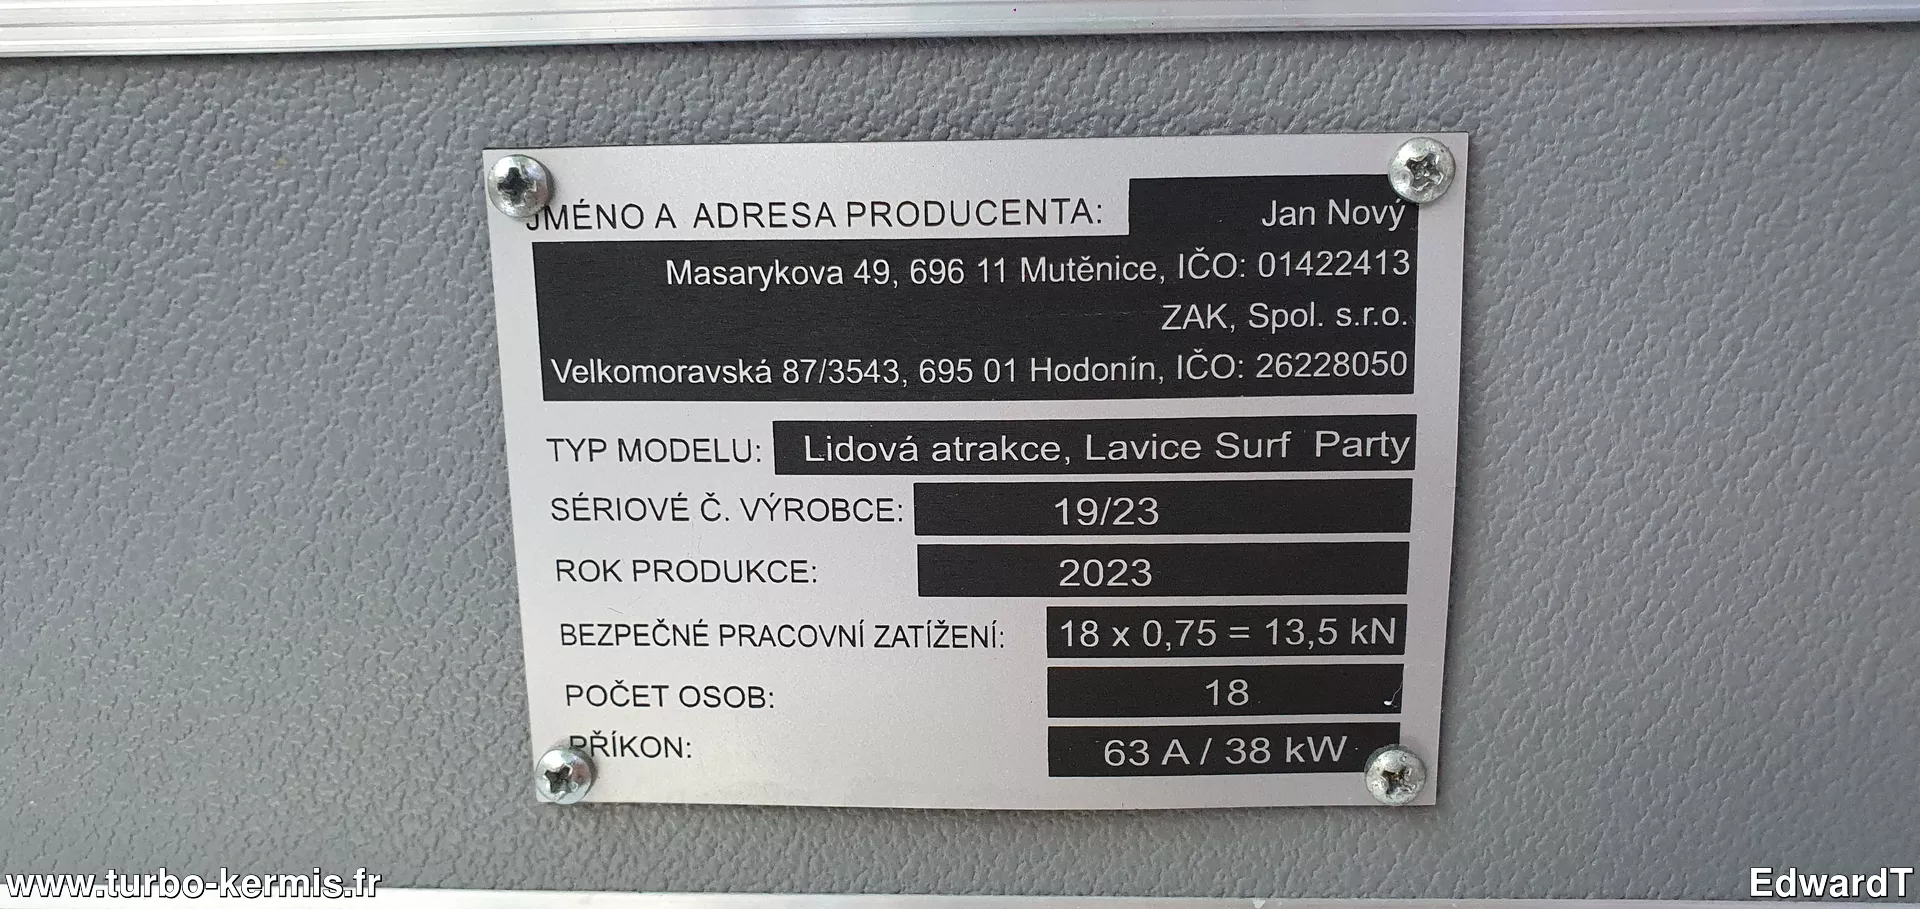 JMÉNO A ADRESA PRODUCENTA: Jan Nový
Masarykova 49, 696 11 Mutěnice, IČO: 01422413
ZAK, Spol. s.r.o.
Velkomoravská 87/3543, 695 01 Hodonín, IČO: 26228050
TYP MODELU: Lidová atrakce, Lavice Surf Party
SÉRIOVÉ Č. VÝROBCE: 19/23
ROK PRODUKCE: 2023
BEZPEČNÉ PRACOVNÍ ZATÍŽENÍ: 18 x 0,75 = 13,5 kN
POČET OSOB: 18
PŘÍKON: 63 A / 38 kW
www.turbo-kermis.fr EdwardT